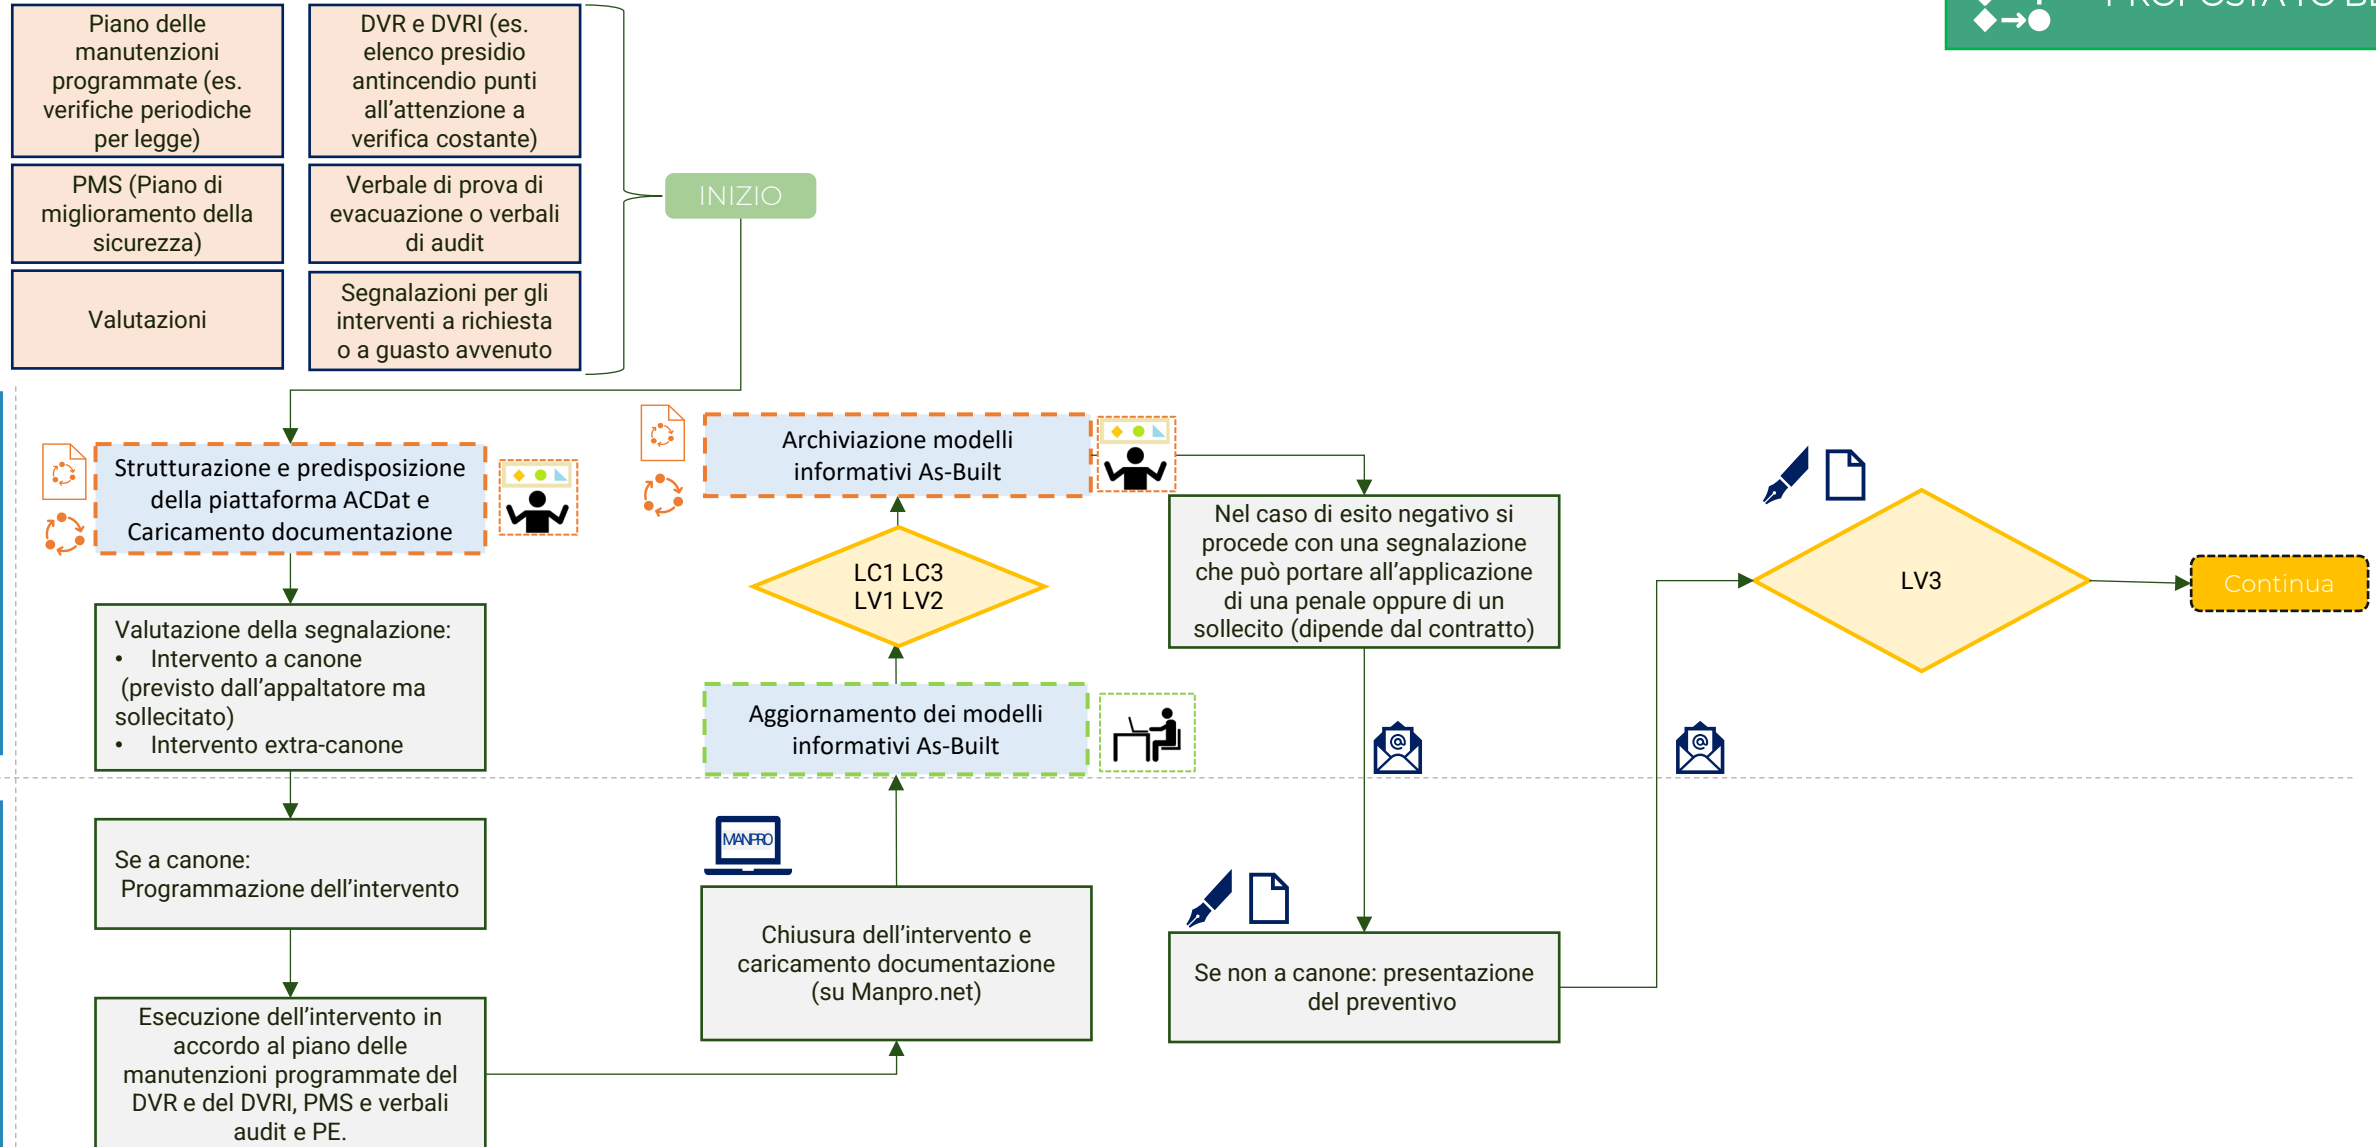 PROPOSTA TO BE
Piano delle
manutenzioni
programmate (es.
verifiche periodiche
per legge)
DVR e DVRI (es.
elenco presidio
antincendio punti
all’attenzione a
verifica costante)
PMS (Piano di
miglioramento della
sicurezza)
Verbale di prova di
evacuazione o verbali
di audit
Valutazioni
Segnalazioni per gli
interventi a richiesta
o a guasto avvenuto
INIZIO
Strutturazione e predisposizione
della piattaforma ACDat e
Caricamento documentazione
Valutazione della segnalazione:
• Intervento a canone
(previsto dall’appaltatore ma
sollecitato)
• Intervento extra-canone
Se a canone:
Programmazione dell’intervento
Esecuzione dell’intervento in
accordo al piano delle
manutenzioni programmate del
DVR e del DVRI, PMS e verbali
audit e PE.
Archiviazione modelli
informativi As-Built
LC1 LC3
LV1 LV2
Aggiornamento dei modelli
informativi As-Built
MANPRO
Chiusura dell’intervento e
caricamento documentazione
(su Manpro.net)
Nel caso di esito negativo si
procede con una segnalazione
che può portare all’applicazione
di una penale oppure di un
sollecito (dipende dal contratto)
@
@
Se non a canone: presentazione
del preventivo
LV3
Continua